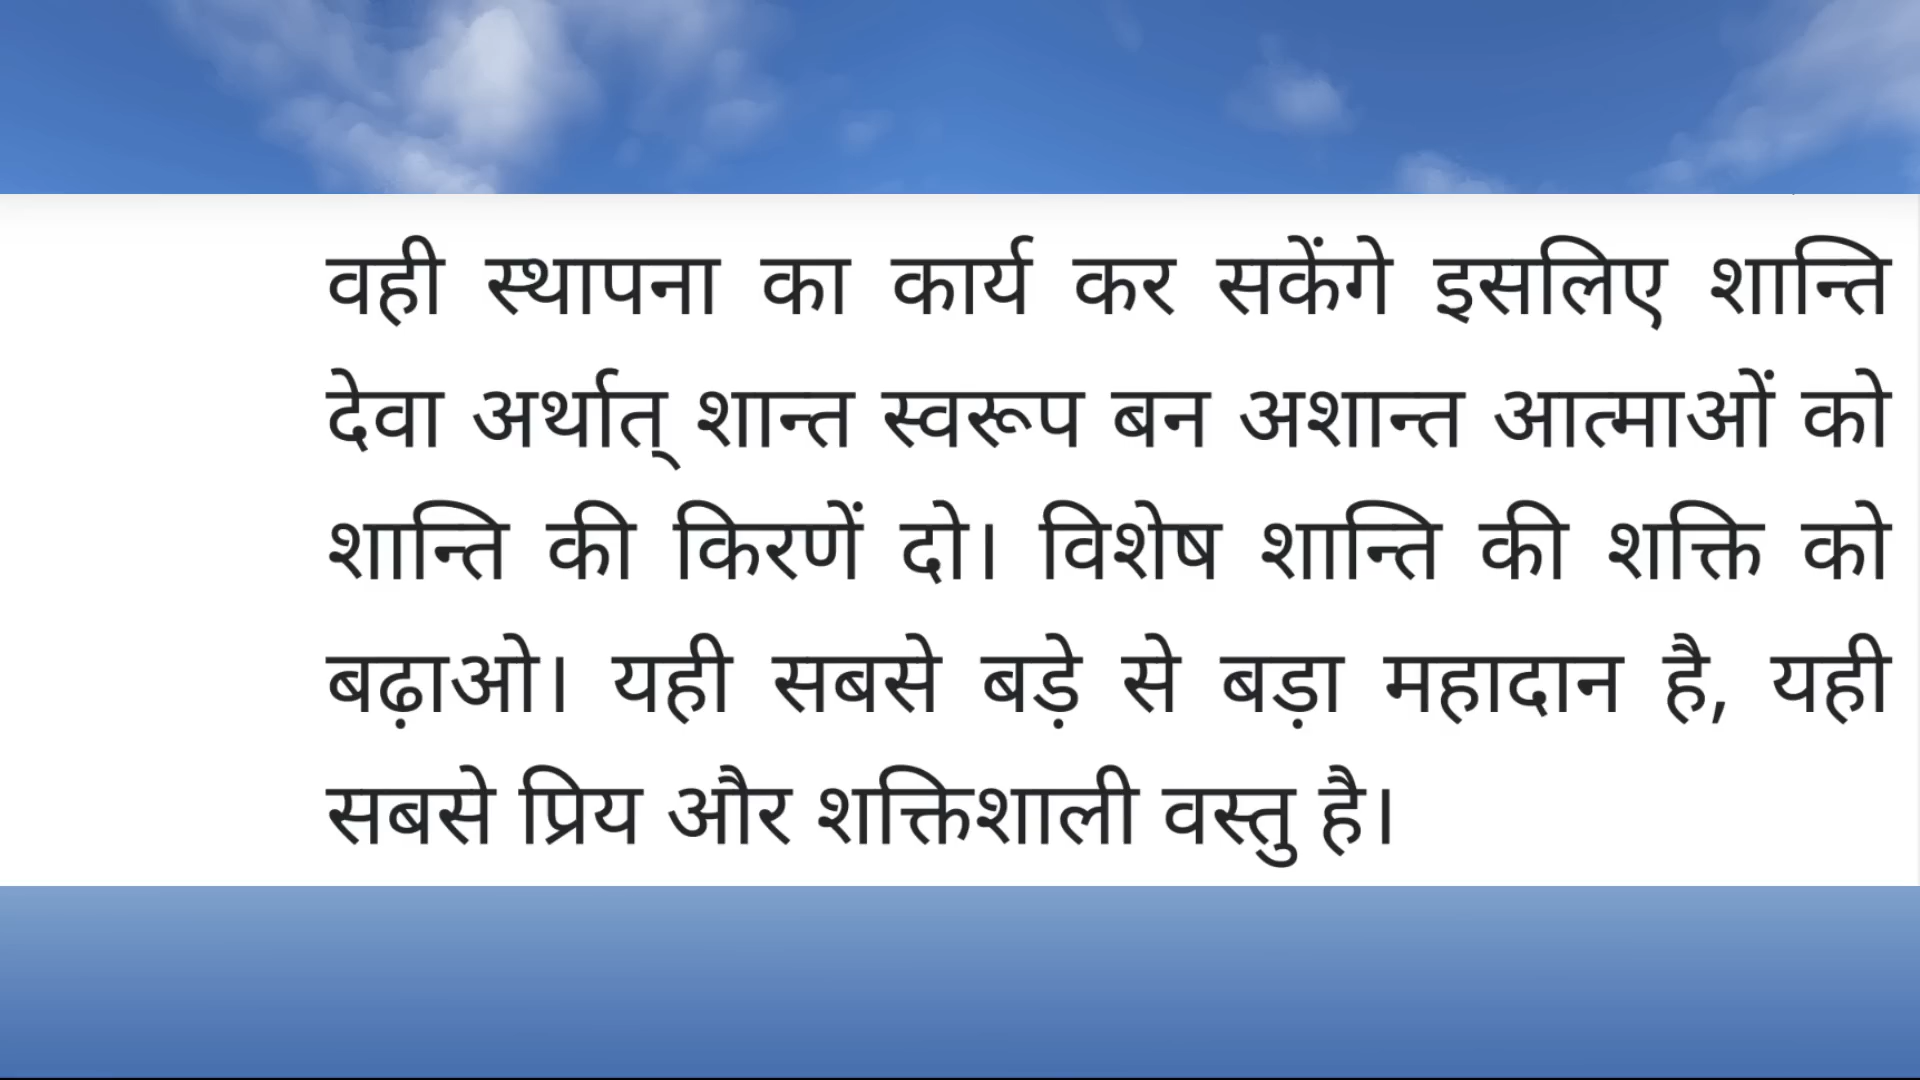 वही स्थापना का कार्य कर सकेंगे इसलिए शान्ति
देवा अर्थात् शान्त स्वरूप बन अशान्त आत्माओं को
शान्ति की किरणें दो। विशेष शान्ति की शक्ति को
बढ़ाओ। यही सबसे बड़े से बड़ा महादान है, यही
सबसे प्रिय और शक्तिशाली वस्तु है।